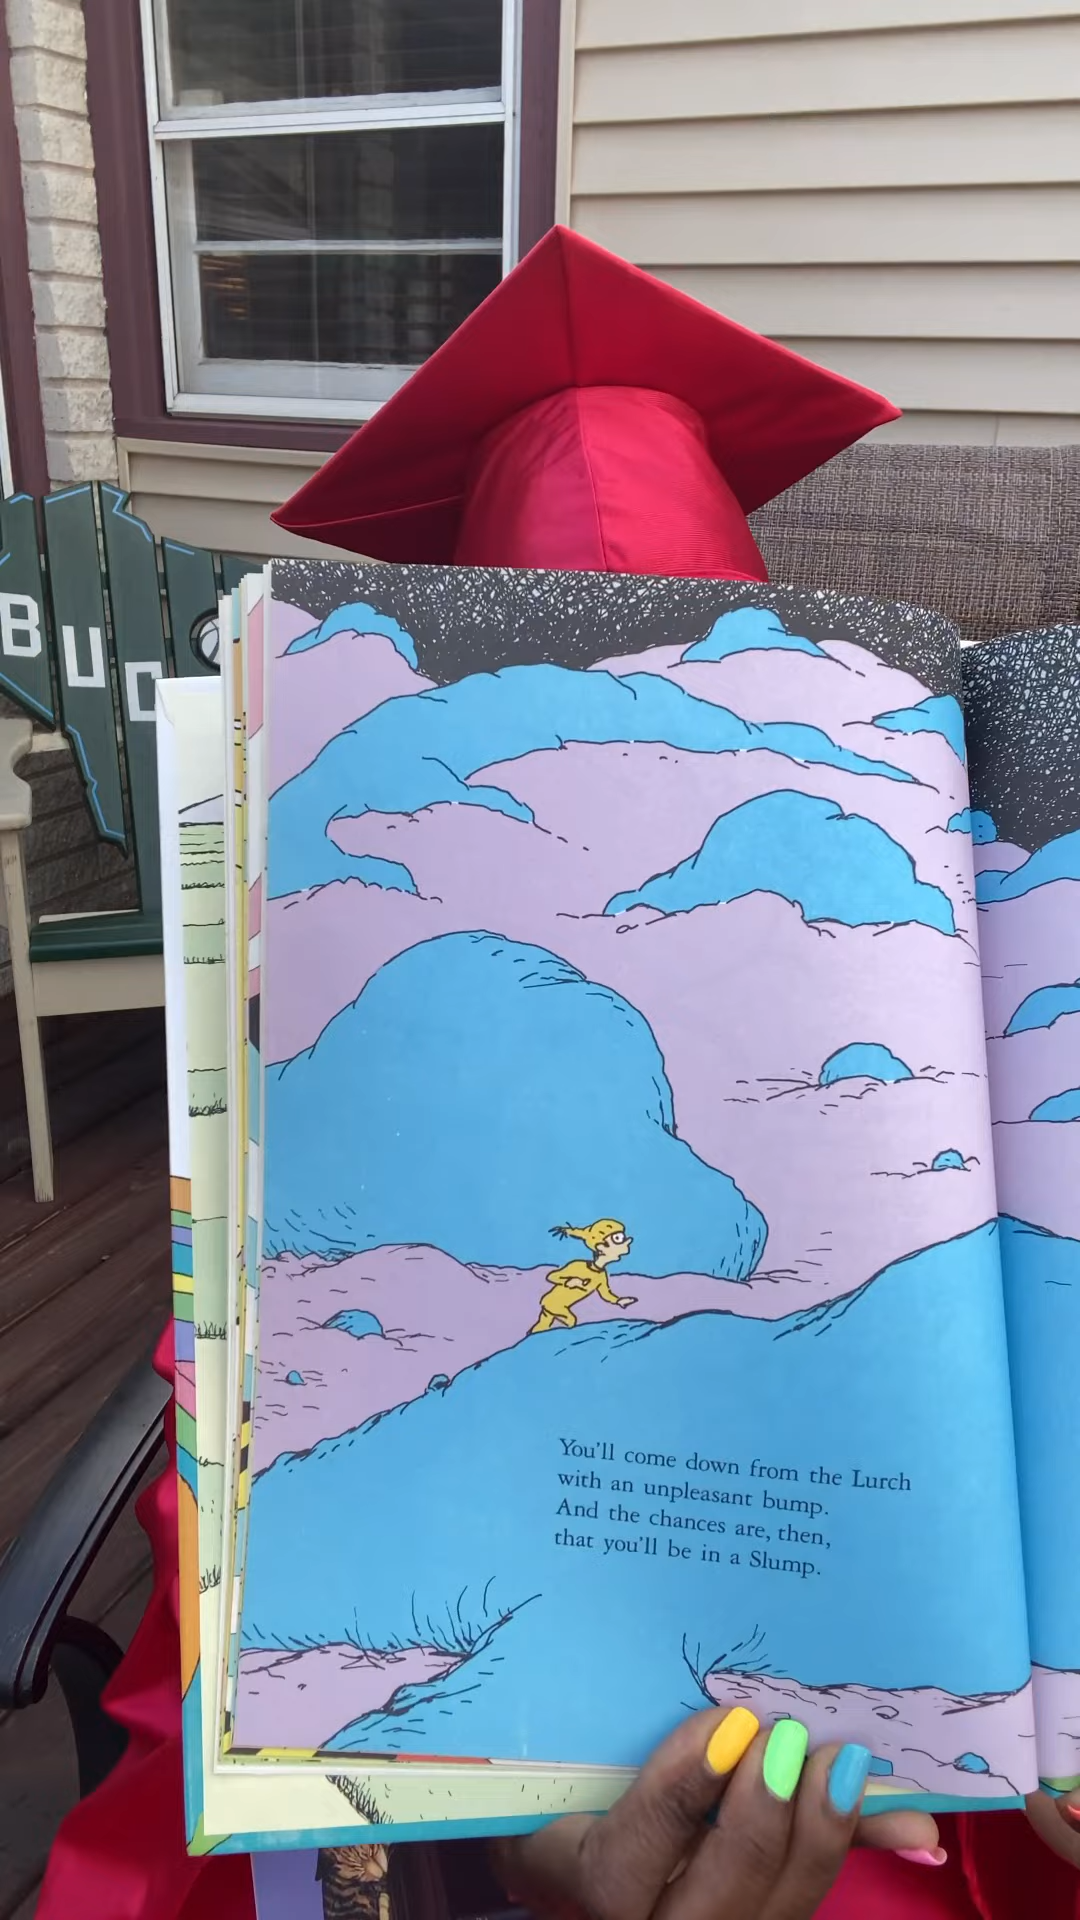 BUC
You'll come down from the Lurch
with an unpleasant bump.
And the chances are, then,
that you'll be in a Slump.